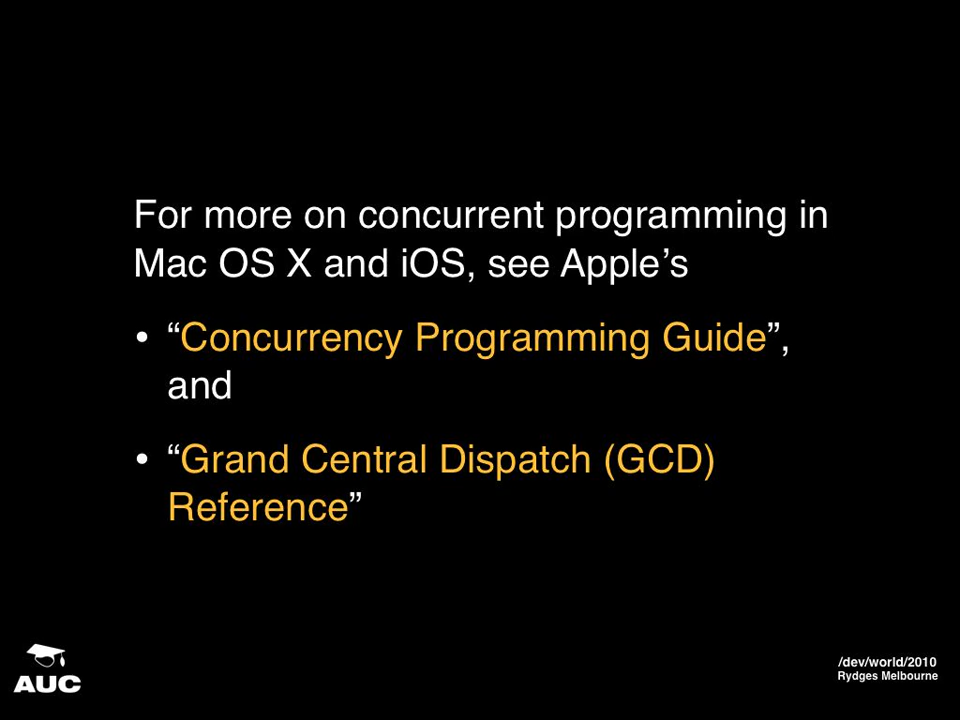 For more on concurrent programming in
Mac OS X and iOS, see Apple’s
• “Concurrency Programming Guide”,
and
• “Grand Central Dispatch (GCD)
Reference”
AUC
/dev/world/2010
Rydges Melbourne